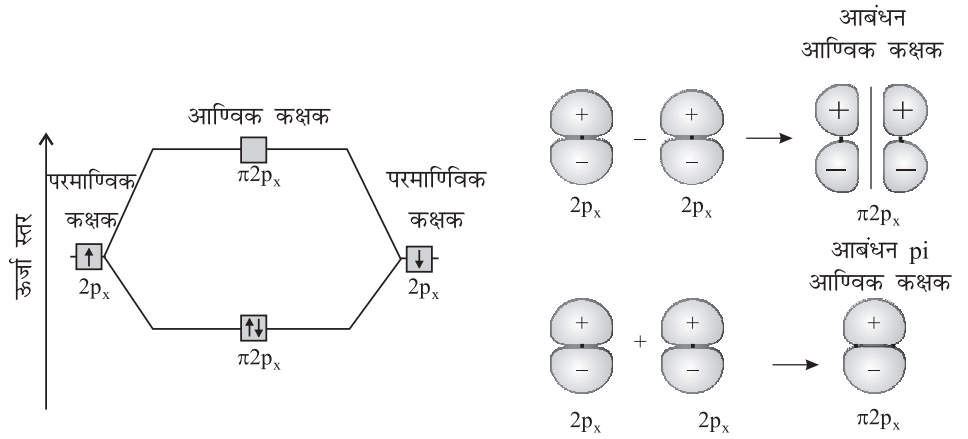 आण्विक कक्षक
π2pₓ
परमाण्विक
कक्षक
2pₓ
ऊर्जा स्तर
परमाण्विक
कक्षक
2pₓ
π2pₓ
आबंधन
आण्विक कक्षक
+ − + → + +
− − − −
2pₓ 2pₓ
π2pₓ
आबंधन pi
आण्विक कक्षक
+ + + → +
− − −
2pₓ 2pₓ
π2pₓ